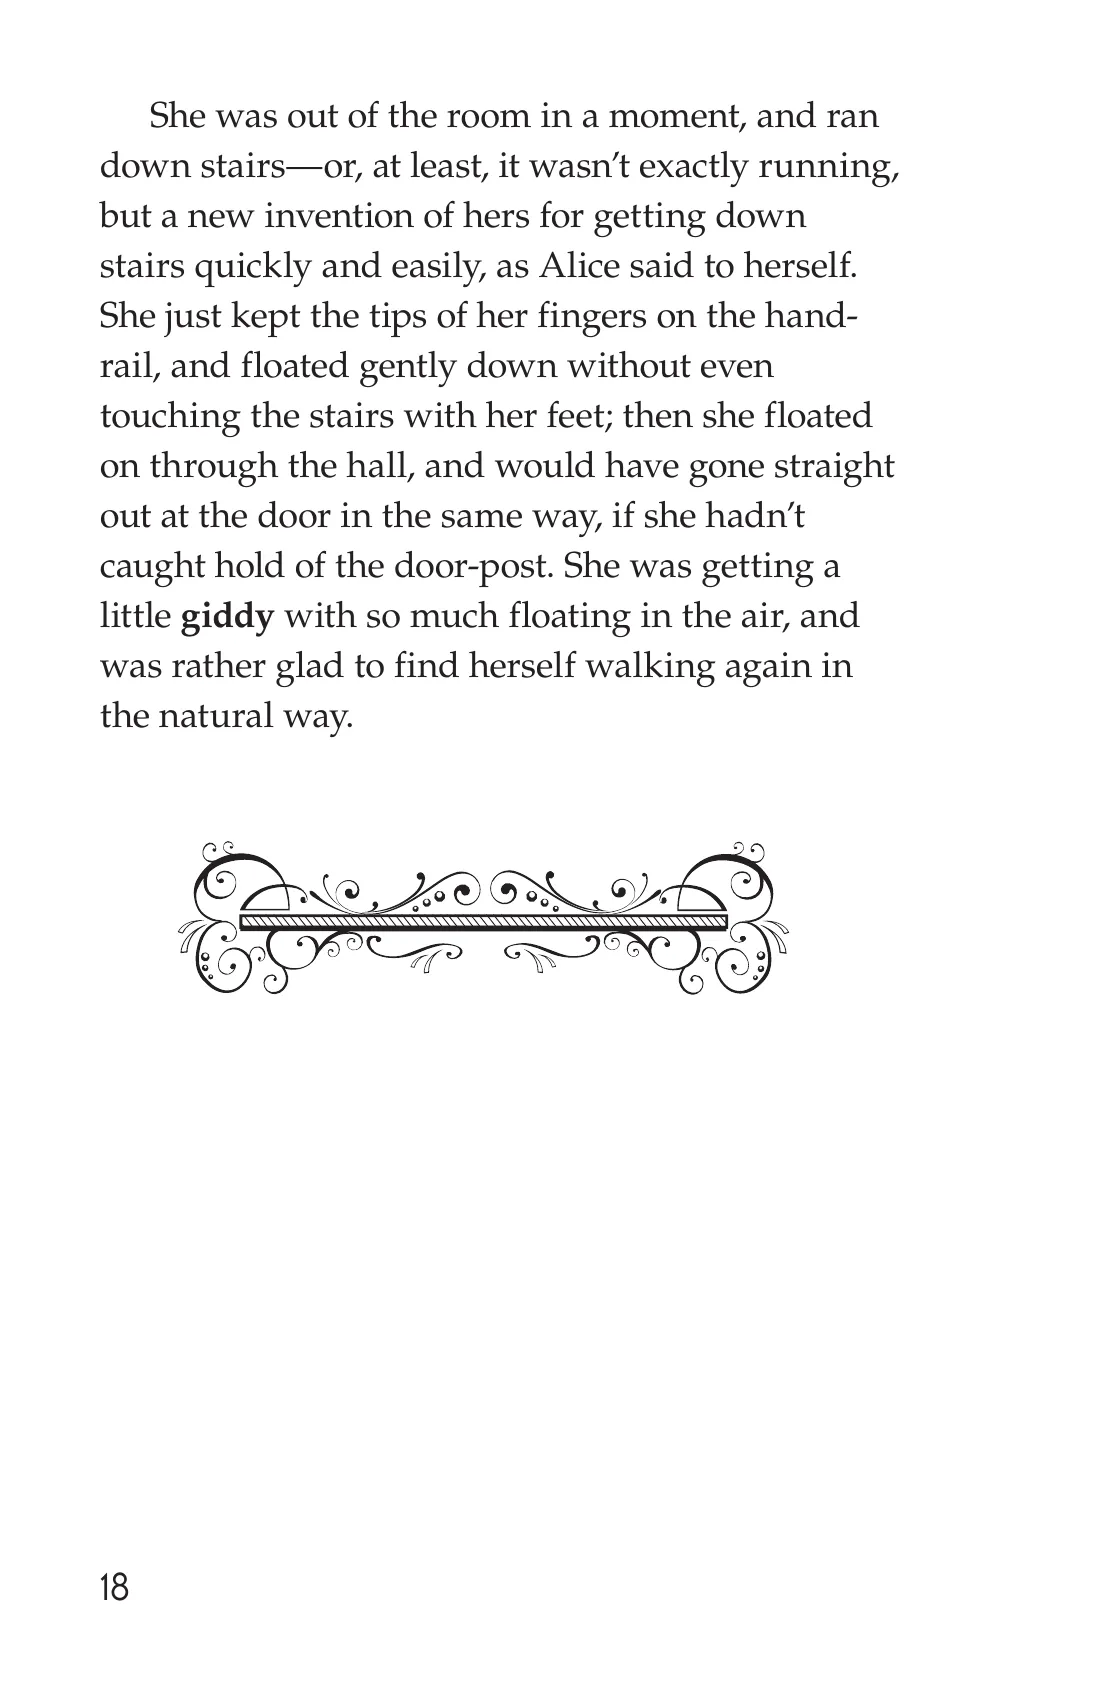 She was out of the room in a moment, and ran
down stairs—or, at least, it wasn’t exactly running,
but a new invention of hers for getting down
stairs quickly and easily, as Alice said to herself.
She just kept the tips of her fingers on the hand-
rail, and floated gently down without even
touching the stairs with her feet; then she floated
on through the hall, and would have gone straight
out at the door in the same way, if she hadn’t
caught hold of the door-post. She was getting a
little giddy with so much floating in the air, and
was rather glad to find herself walking again in
the natural way.
18